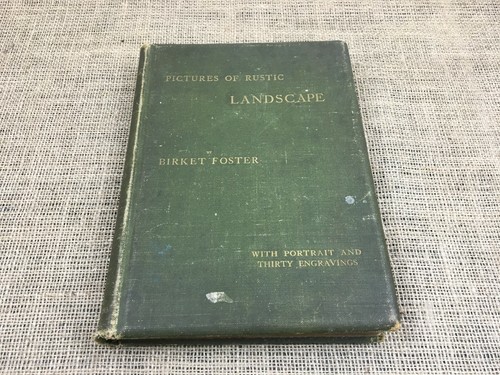 PICTURES OF RUSTIC
LANDSCAPE
BIRKET FOSTER
WITH PORTRAIT AND
THIRTY ENGRAVINGS